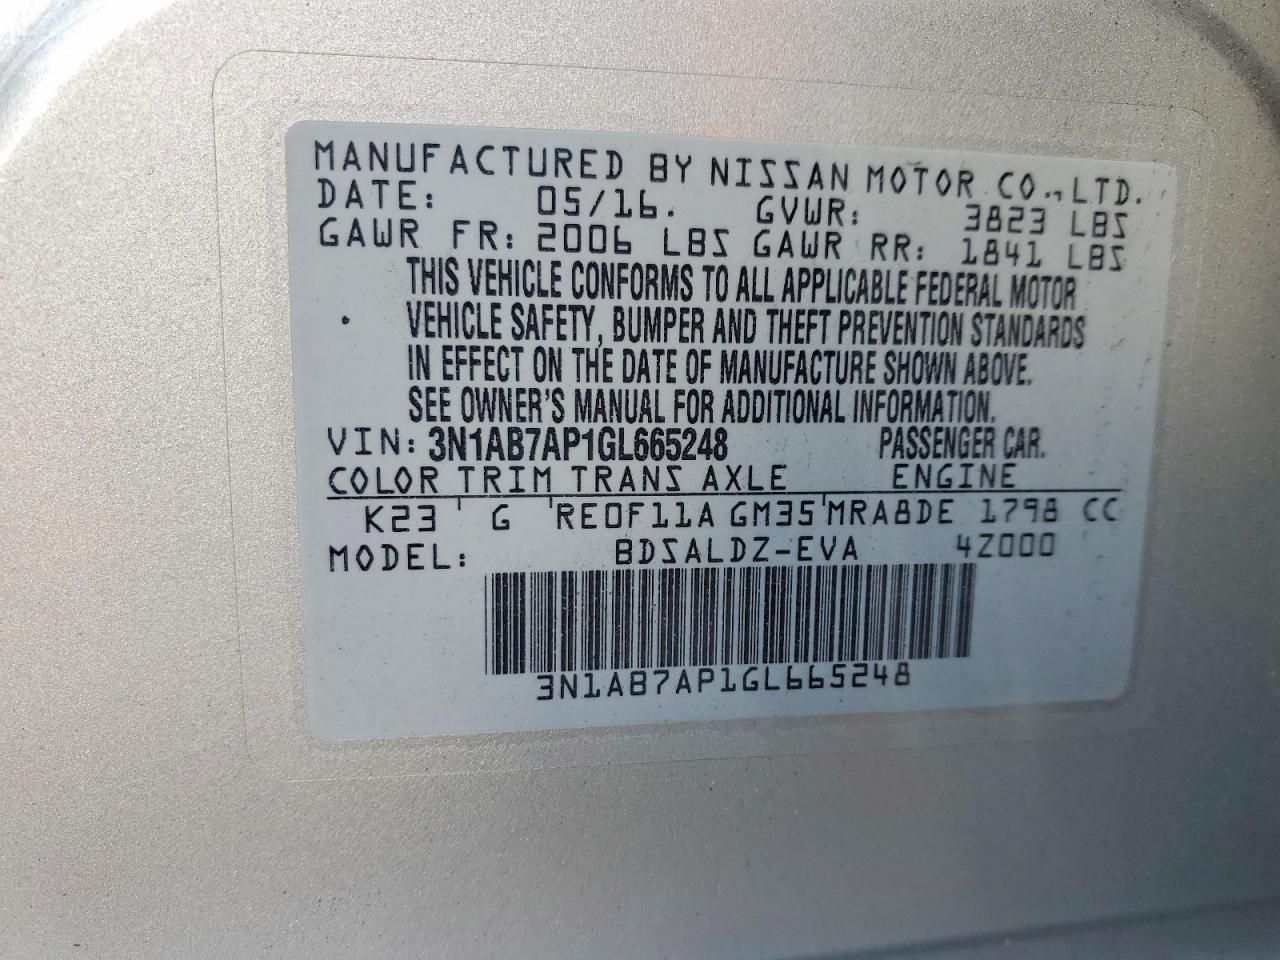 MANUFACTURED BY NISSAN MOTOR CO., LTD.
DATE: 05/16. GVWR: 3823 LBS
GAWR FR: 2006 LBS GAWR RR: 1841 LBS
THIS VEHICLE CONFORMS TO ALL APPLICABLE FEDERAL MOTOR
VEHICLE SAFETY, BUMPER AND THEFT PREVENTION STANDARDS
IN EFFECT ON THE DATE OF MANUFACTURE SHOWN ABOVE.
SEE OWNER'S MANUAL FOR ADDITIONAL INFORMATION.
VIN: 3N1AB7AP1GL665248 PASSENGER CAR.
COLOR TRIM TRANS AXLE ENGINE
K23 G RE0F11A GM35 MRA8DE 1798 CC
MODEL: BDSALDZ-EVA 4Z000
3N1AB7AP1GL665248